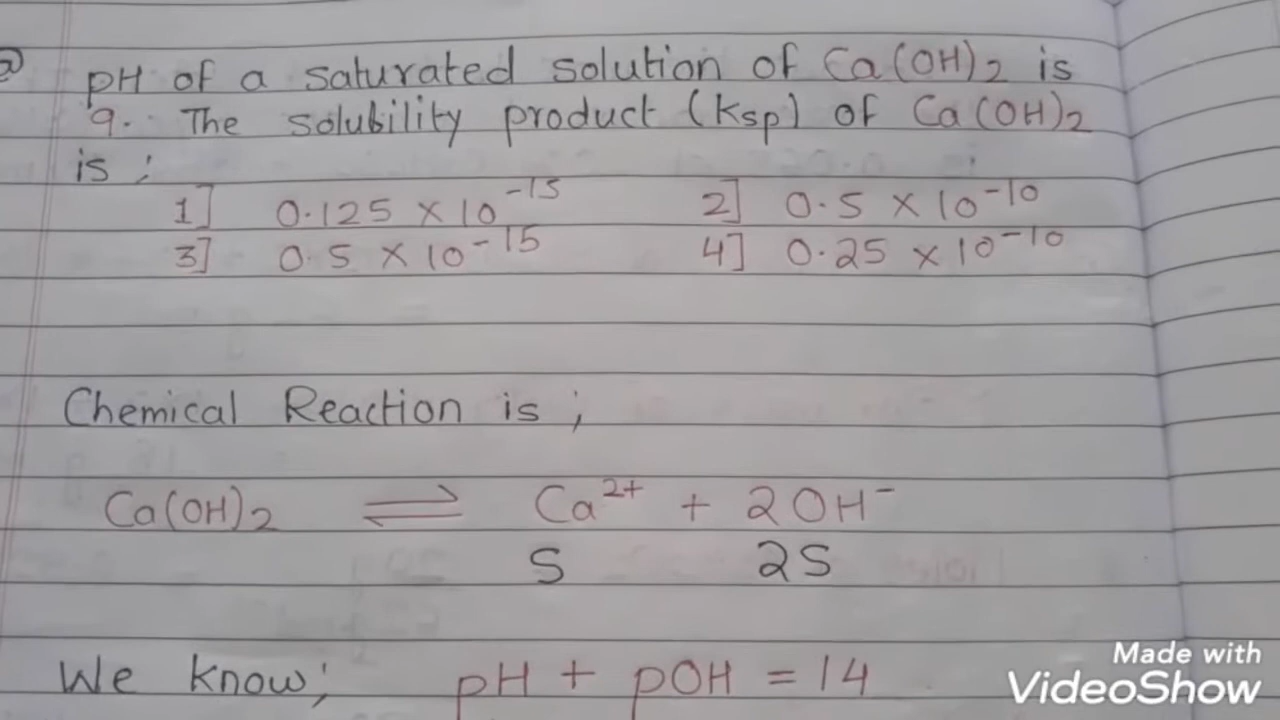 pH of a saturated solution of Ca(OH)₂ is
9. The solubility product (Ksp) of Ca(OH)₂
is ;
1] 0.125 × 10⁻¹⁵ 2] 0.5 × 10⁻¹⁰
3] 0.5 × 10⁻¹⁵ 4] 0.25 × 10⁻¹⁰
Chemical Reaction is ;
Ca(OH)₂ ⇌ Ca²⁺ + 2OH⁻
S 2S
We know; pH + pOH = 14
Made with
VideoShow